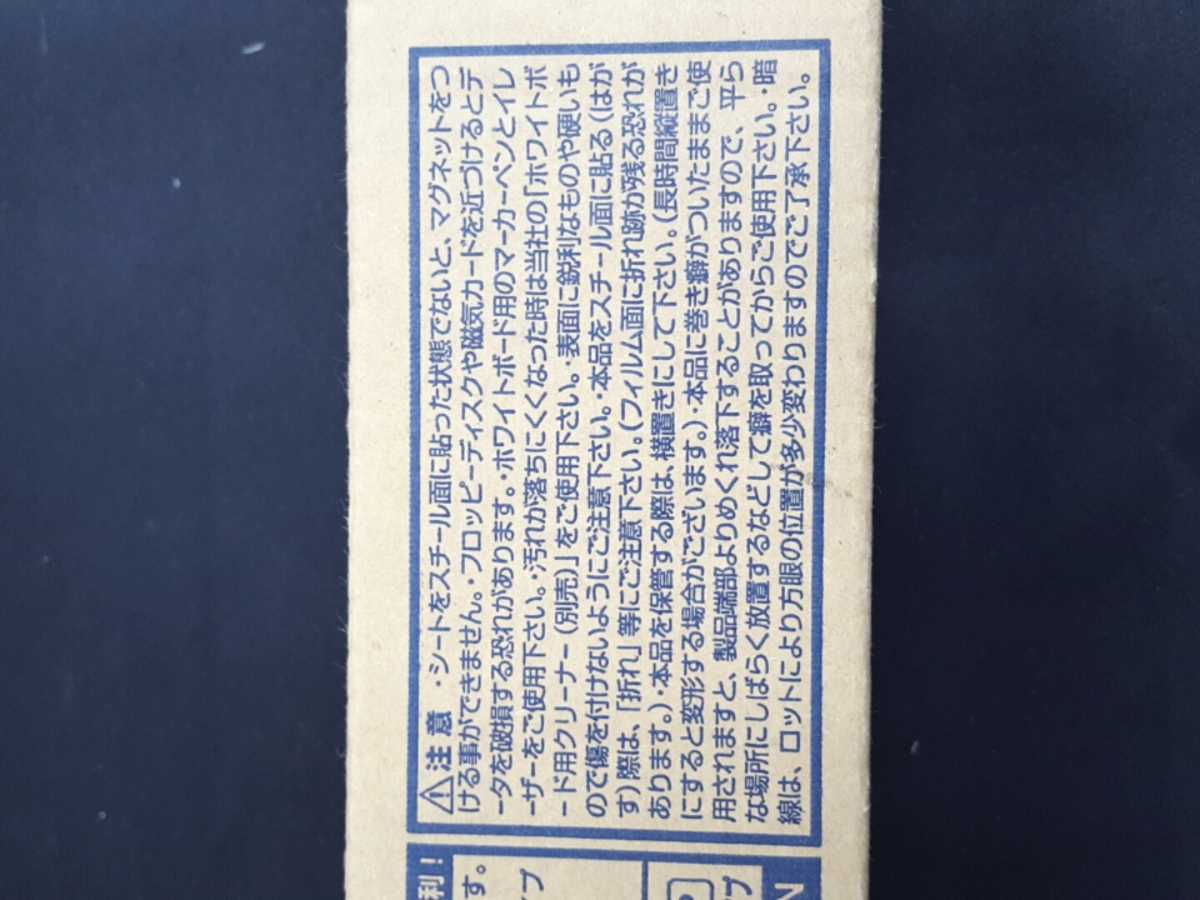 ⚠注意 ・シートをスチール面に貼った状態でないと、マグネットをつ
ける事ができません。・フロッピーディスクや磁気カードを近づけるとデ
ータを破損する恐れがあります。・ホワイトボード用のマーカーペンとイレ
ーザーをご使用下さい。・汚れが落ちにくくなった時は当社の「ホワイトボ
ード用クリーナー（別売）」をご使用下さい。・表面に鋭利なものや硬いも
ので傷を付けないようにご注意下さい。・本品をスチール面に貼る（はが
す）際は、「折れ」等にご注意下さい。（フィルム面に折れ跡が残る恐れが
あります。）・本品を保管する際は、横置きにして下さい。（長時間縦置き
にすると変形する場合がございます。）・本品に巻き癖がついたままご使
用されますと、製品端部よりめくれ落下することがありますので、平ら
な場所にしばらく放置するなどして癖を取ってからご使用下さい。・暗
線は、ロットにより方眼の位置が多少変わりますのでご了承下さい。
利！
す。
イプ
プ
N